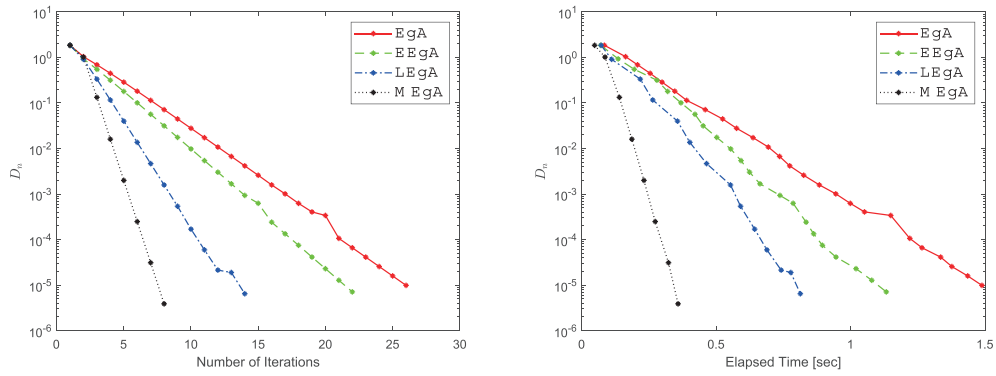 10^1
10^0
10^-1
10^-2
10^-3
10^-4
10^-5
10^-6
D_n
0 5 10 15 20 25 30
Number of Iterations
EgA
EEgA
LEgA
M EgA
10^1
10^0
10^-1
10^-2
10^-3
10^-4
10^-5
10^-6
D_n
0 0.5 1 1.5
Elapsed Time [sec]
EgA
EEgA
LEgA
M EgA